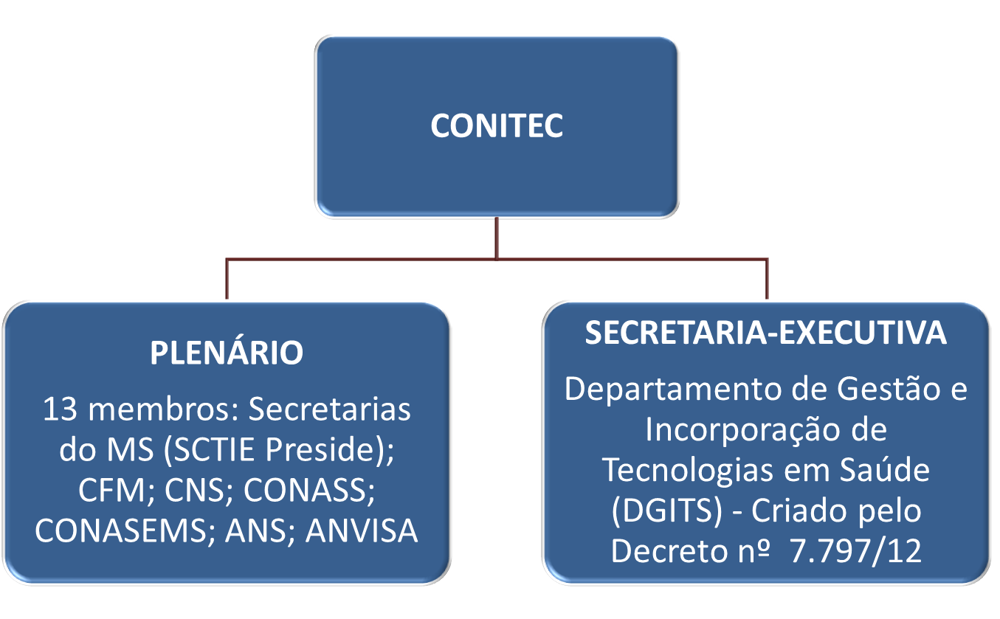 CONITEC
PLENÁRIO
13 membros: Secretarias
do MS (SCTIE Preside);
CFM; CNS; CONASS;
CONASEMS; ANS; ANVISA
SECRETARIA-EXECUTIVA
Departamento de Gestão e
Incorporação de
Tecnologias em Saúde
(DGITS) - Criado pelo
Decreto nº  7.797/12